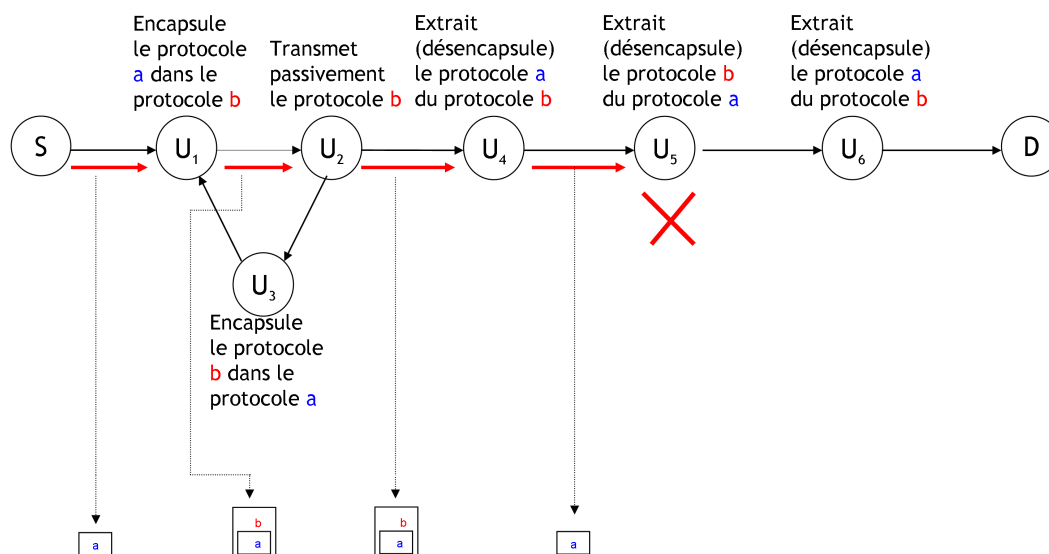 Encapsule
le protocole
a dans le
protocole b
Transmet
passivement
le protocole b
Extrait
(désencapsule)
le protocole a
du protocole b
Extrait
(désencapsule)
le protocole b
du protocole a
Extrait
(désencapsule)
le protocole a
du protocole b
S
U1
U2
U4
U5
U6
D
U3
Encapsule
le protocole
b dans le
protocole a
a
b
a
b
a
a